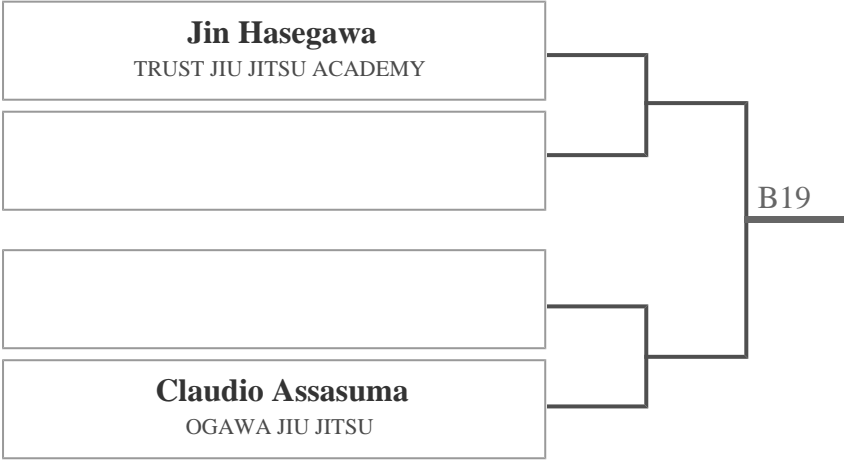 Jin Hasegawa
TRUST JIU JITSU ACADEMY
B19
Claudio Assasuma
OGAWA JIU JITSU